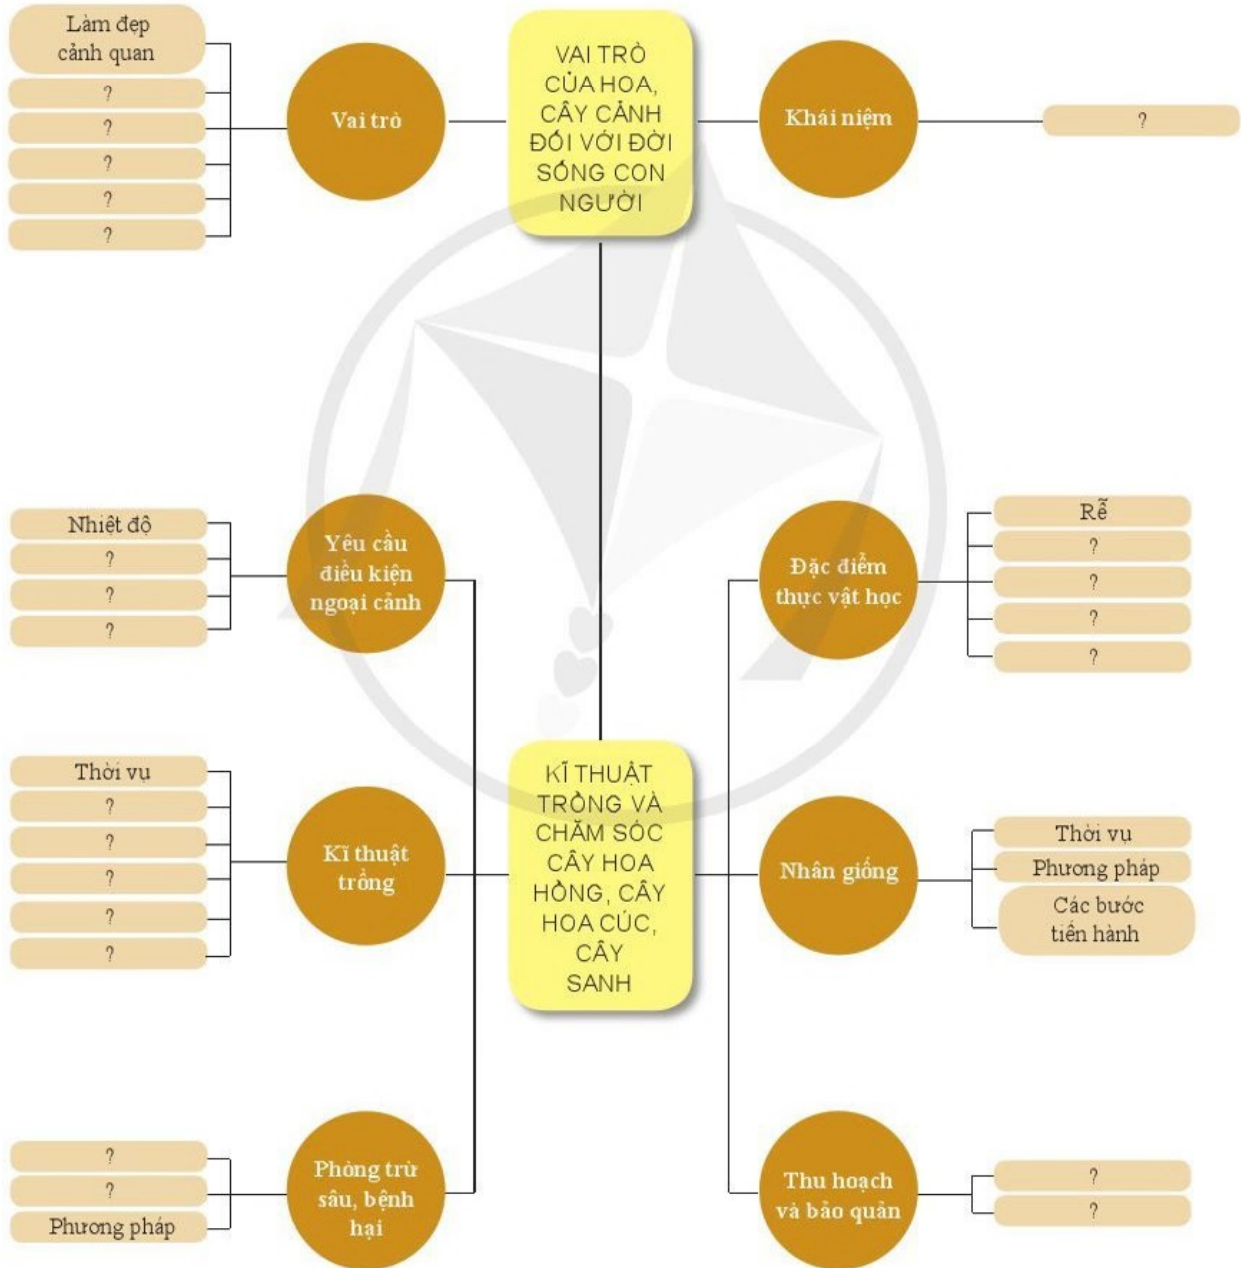 Làm đẹp
cảnh quan
?
?
?
?
?
Vai trò
VAI TRÒ
CỦA HOA,
CÂY CẢNH
ĐỐI VỚI ĐỜI
SỐNG CON
NGƯỜI
Khái niệm
?
Nhiệt độ
?
?
?
Yêu cầu
điều kiện
ngoại cảnh
Đặc điểm
thực vật học
Rễ
?
?
?
?
Thời vụ
?
?
?
?
?
Kĩ thuật
trồng
KĨ THUẬT
TRỒNG VÀ
CHĂM SÓC
CÂY HOA
HỒNG, CÂY
HOA CÚC,
CÂY
SANH
Nhân giống
Thời vụ
Phương pháp
Các bước
tiến hành
?
?
Phương pháp
Phòng trừ
sâu, bệnh
hại
Thu hoạch
và bảo quản
?
?